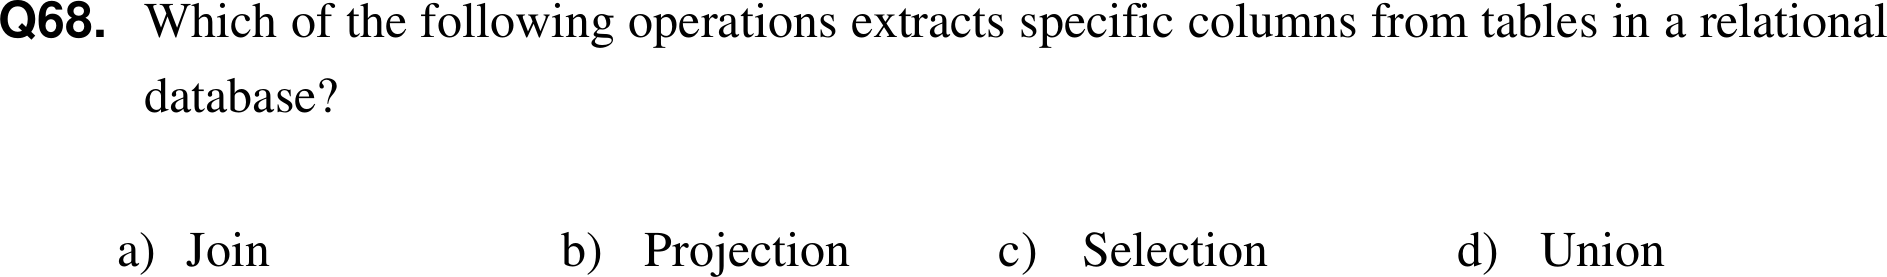 Q68. Which of the following operations extracts specific columns from tables in a relational
database?
a) Join b) Projection c) Selection d) Union